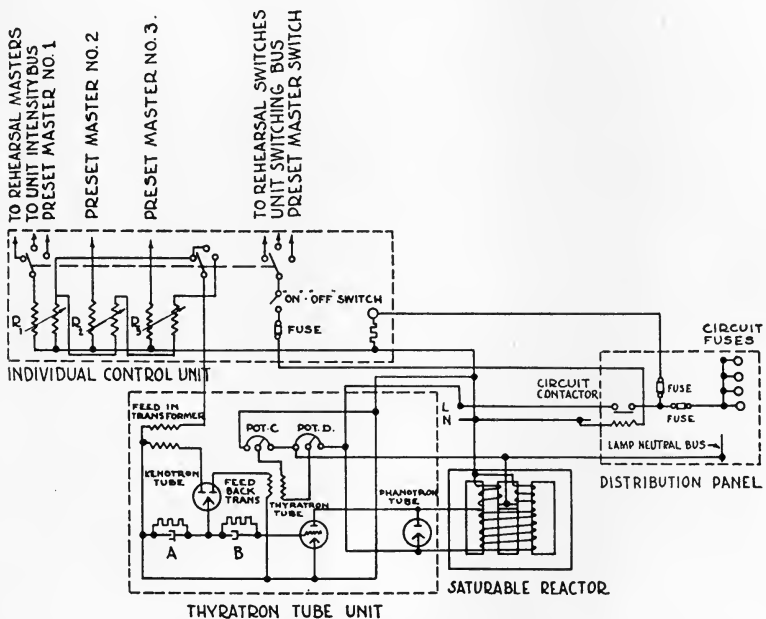 TO REHEARSAL MASTERS
TO UNIT INTENSITY BUS
PRESET MASTER NO. 1
PRESET MASTER NO. 2
PRESET MASTER NO. 3.
TO REHEARSAL SWITCHES
UNIT SWITCHING BUS
PRESET MASTER SWITCH
"ON"-OFF" SWITCH
R1
R2
R3
FUSE
INDIVIDUAL CONTROL UNIT
CIRCUIT
FUSES
CIRCUIT
CONTACTOR
FUSE
FUSE
L
N
LAMP NEUTRAL BUS
DISTRIBUTION PANEL
FEED IN
TRANSFORMER
POT. C
POT. D.
KENOTRON
TUBE
FEED
BACK
TRANS
THYRATRON
TUBE
PHANOTRON
TUBE
A
B
SATURABLE REACTOR
THYRATRON TUBE UNIT